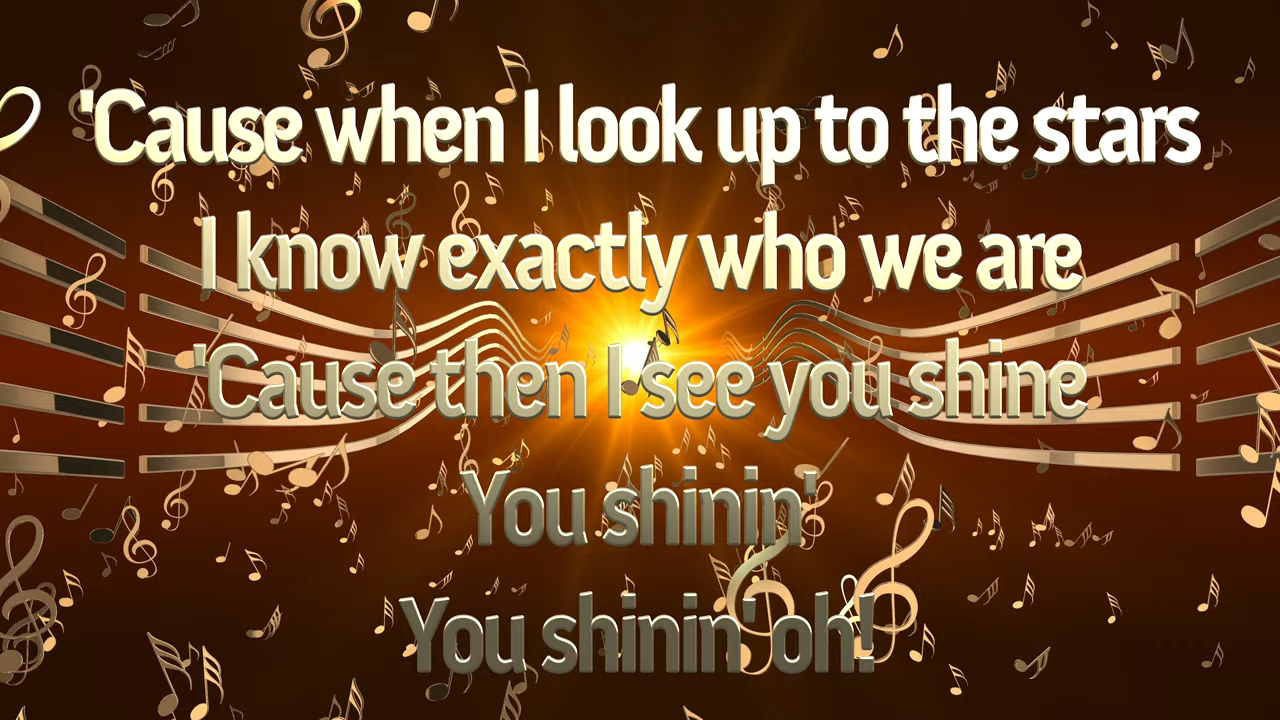 'Cause when I look up to the stars
I know exactly who we are
'Cause then I see you shine
You shinin'
You shinin' oh!